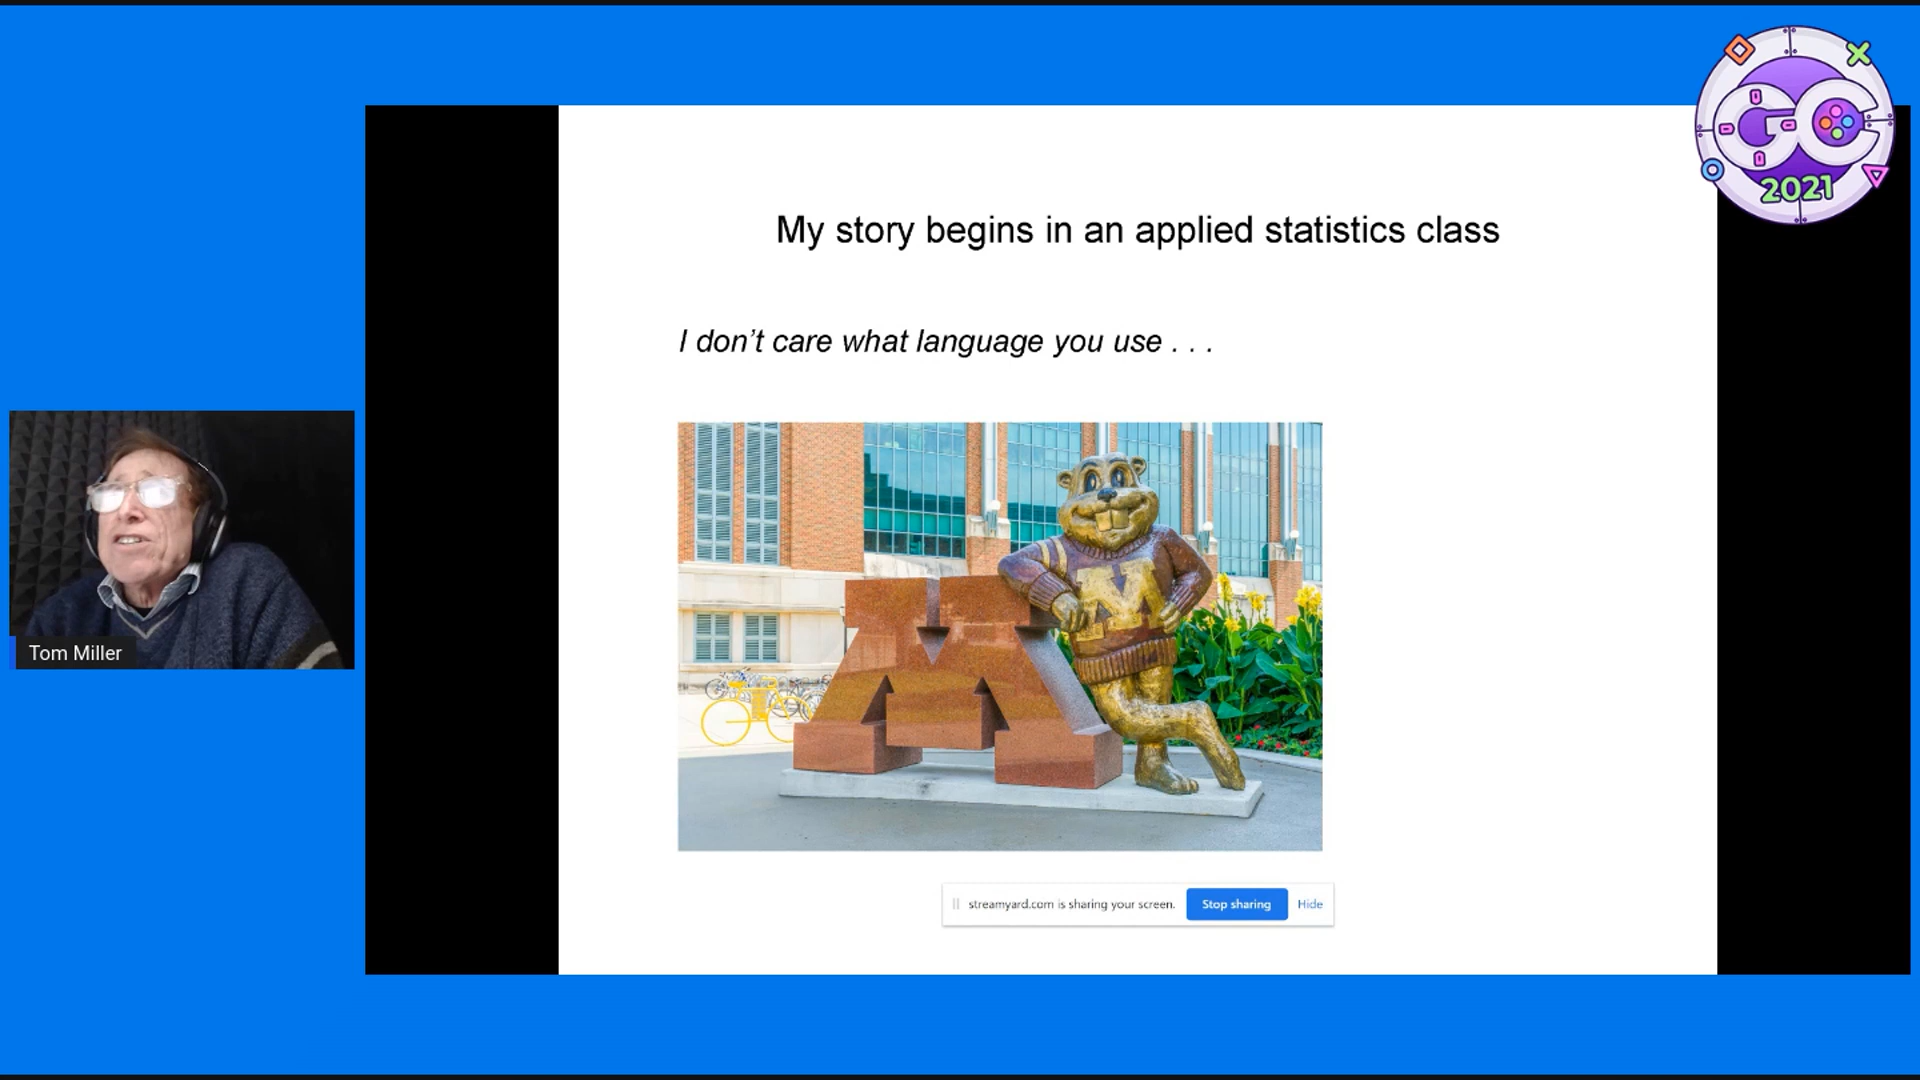 GC
2021
My story begins in an applied statistics class
I don’t care what language you use . . .
M
M
Tom Miller
streamyard.com is sharing your screen. Stop sharing Hide